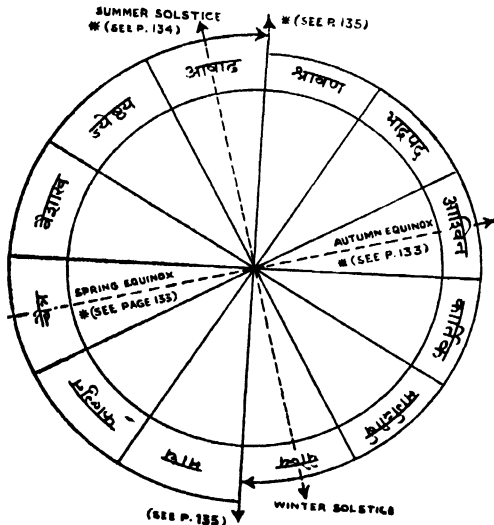 SUMMER SOLSTICE
* (SEE P. 134)
* (SEE P. 135)
आषाढ
श्रावण
ज्येष्ठय
भाद्रपद
वैशाख
आश्विन
AUTUMN EQUINOX
* (SEE P. 133)
SPRING EQUINOX
* (SEE PAGE 133)
चैत्र
कार्तिक
फाल्गुन
मार्गशीर्ष
माघ
पौष्य
WINTER SOLSTICE
(SEE P. 135)